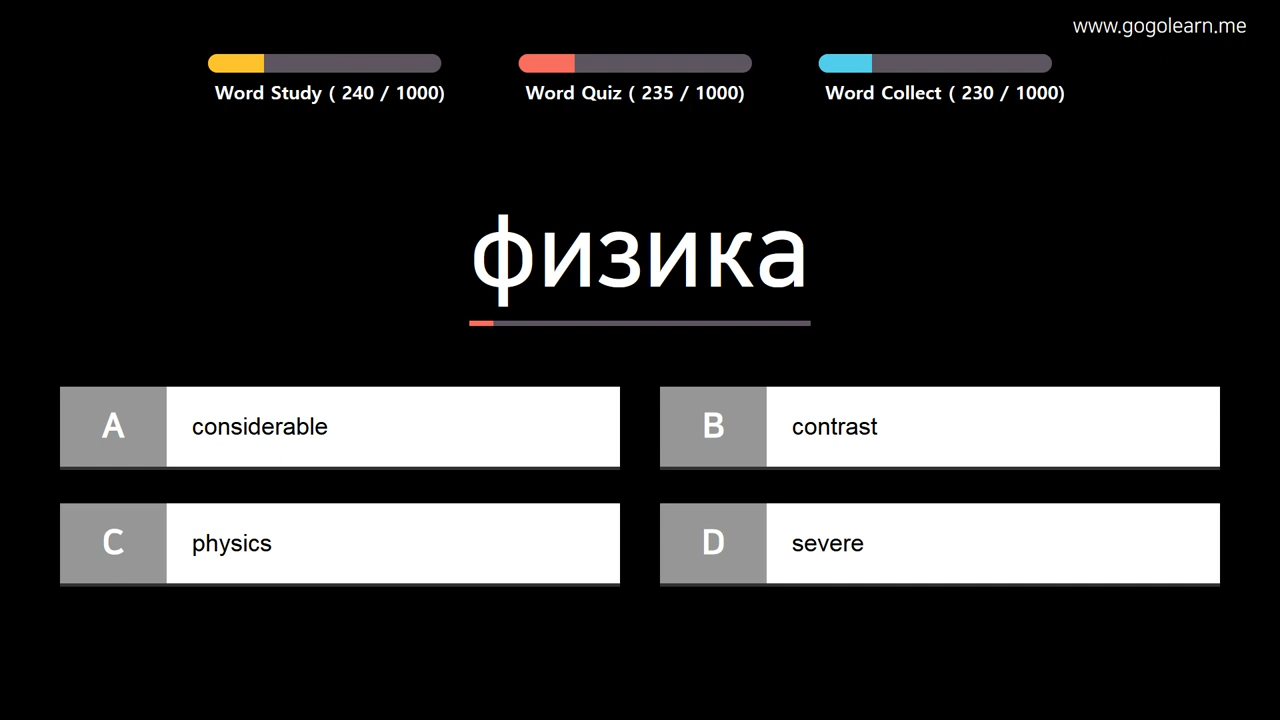 www.gogolearn.me
Word Study ( 240 / 1000)
Word Quiz ( 235 / 1000)
Word Collect ( 230 / 1000)
физика
A considerable
B contrast
C physics
D severe